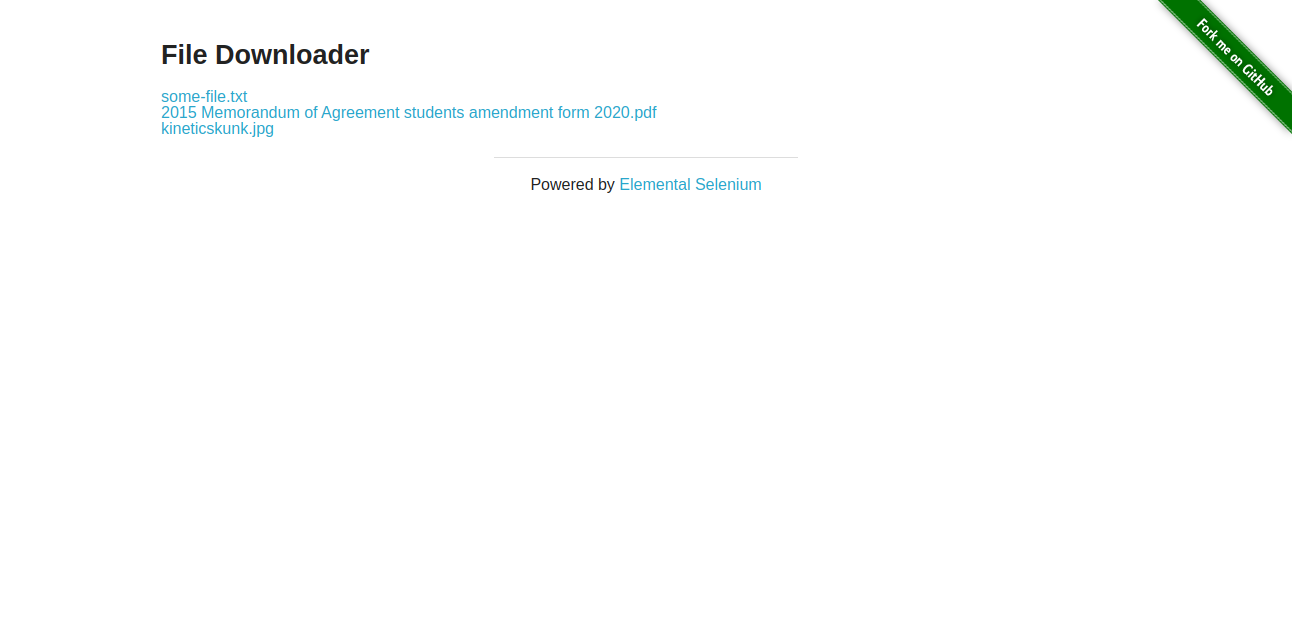 Fork me on GitHub
File Downloader
some-file.txt
2015 Memorandum of Agreement students amendment form 2020.pdf
kineticskunk.jpg
Powered by Elemental Selenium